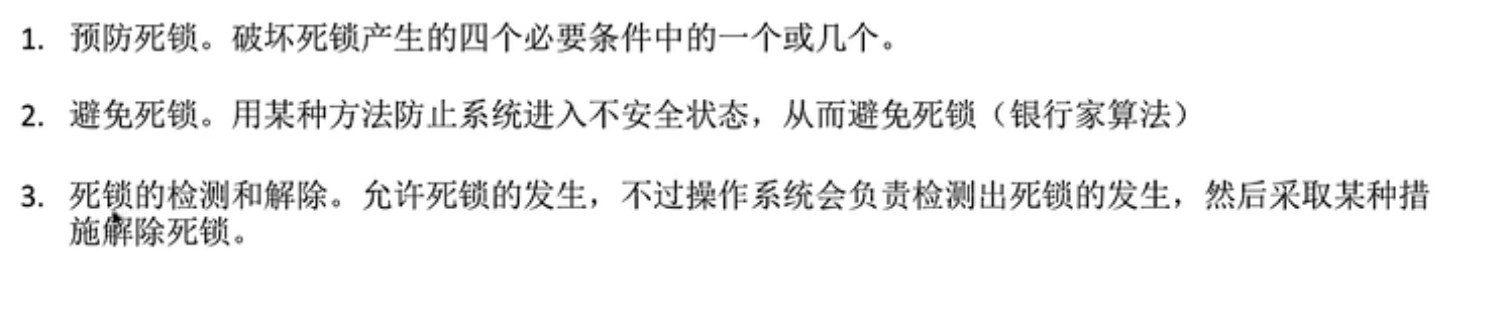 1. 预防死锁。破坏死锁产生的四个必要条件中的一个或几个。
2. 避免死锁。用某种方法防止系统进入不安全状态，从而避免死锁（银行家算法）
3. 死锁的检测和解除。允许死锁的发生，不过操作系统会负责检测出死锁的发生，然后采取某种措
施解除死锁。